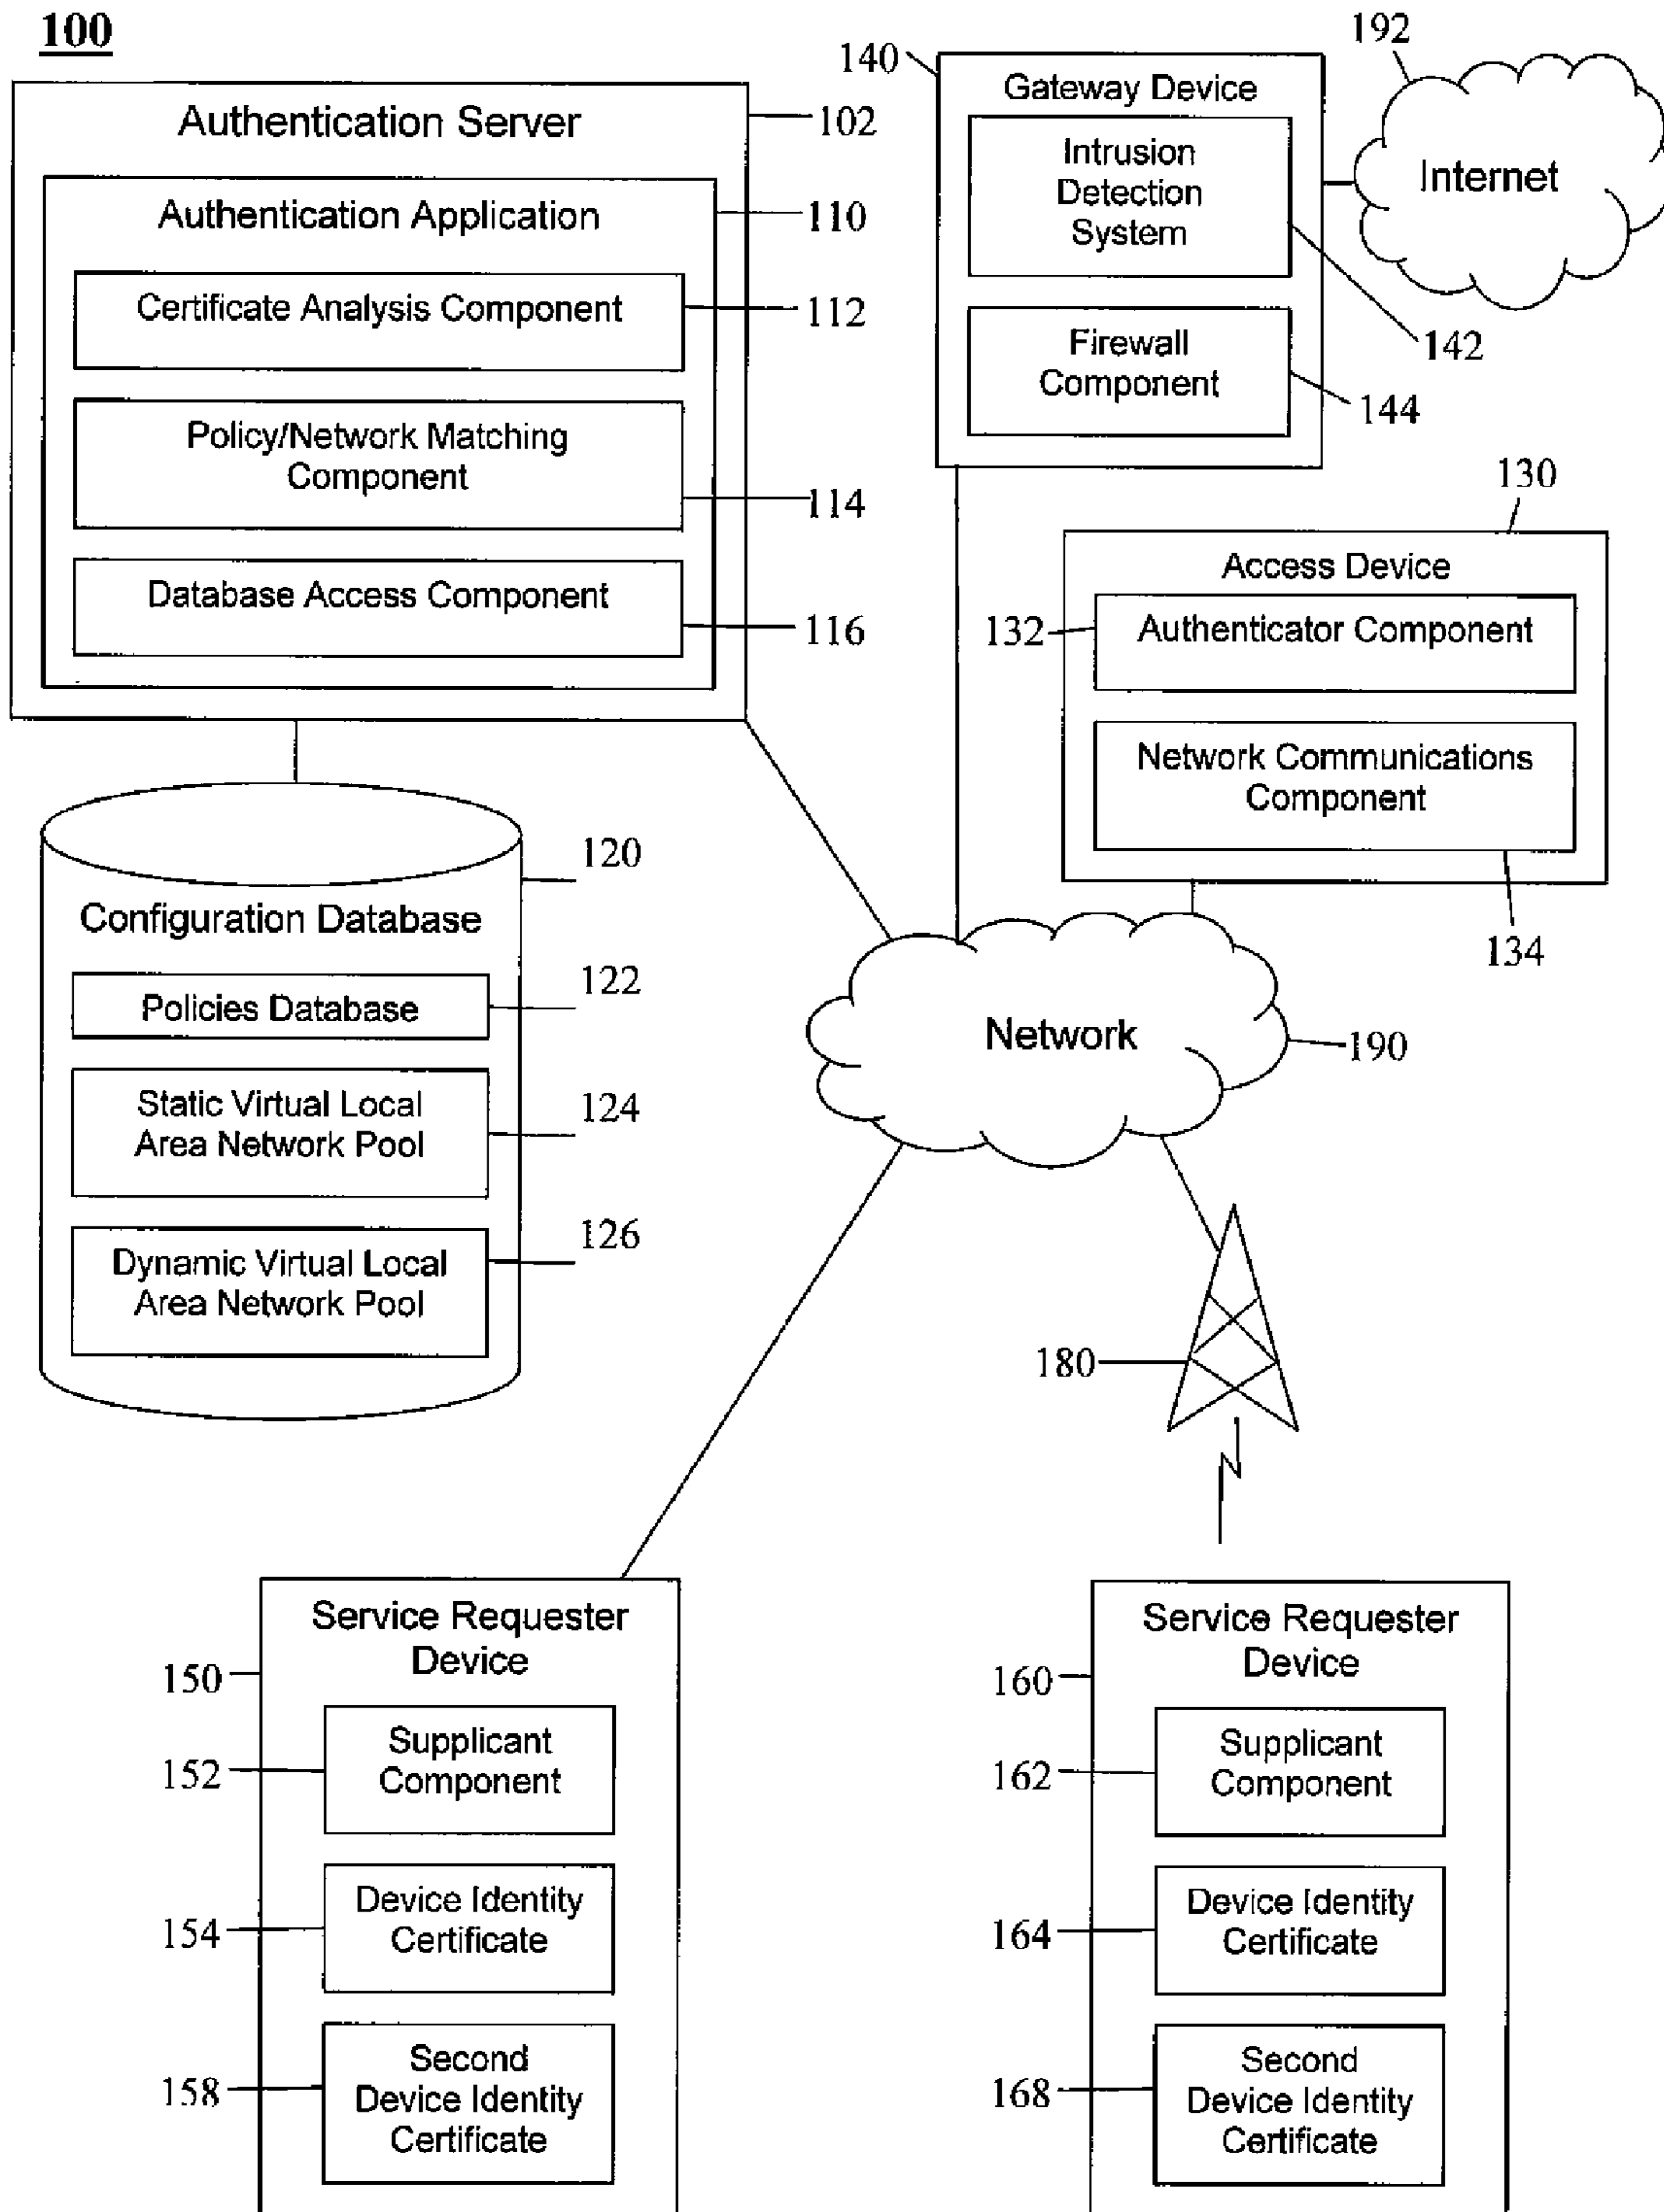 100
Authentication Server
102
Authentication Application
110
Certificate Analysis Component
112
Policy/Network Matching
Component
114
Database Access Component
116
140
Gateway Device
Intrusion
Detection
System
142
Firewall
Component
144
192
Internet
130
Access Device
132
Authenticator Component
Network Communications
Component
134
120
Configuration Database
122
Policies Database
Static Virtual Local
Area Network Pool
124
126
Dynamic Virtual Local
Area Network Pool
Network
190
180
Service Requester
Device
150
Supplicant
Component
152
Device Identity
Certificate
154
Second
Device Identity
Certificate
158
Service Requester
Device
160
Supplicant
Component
162
Device Identity
Certificate
164
Second
Device Identity
Certificate
168